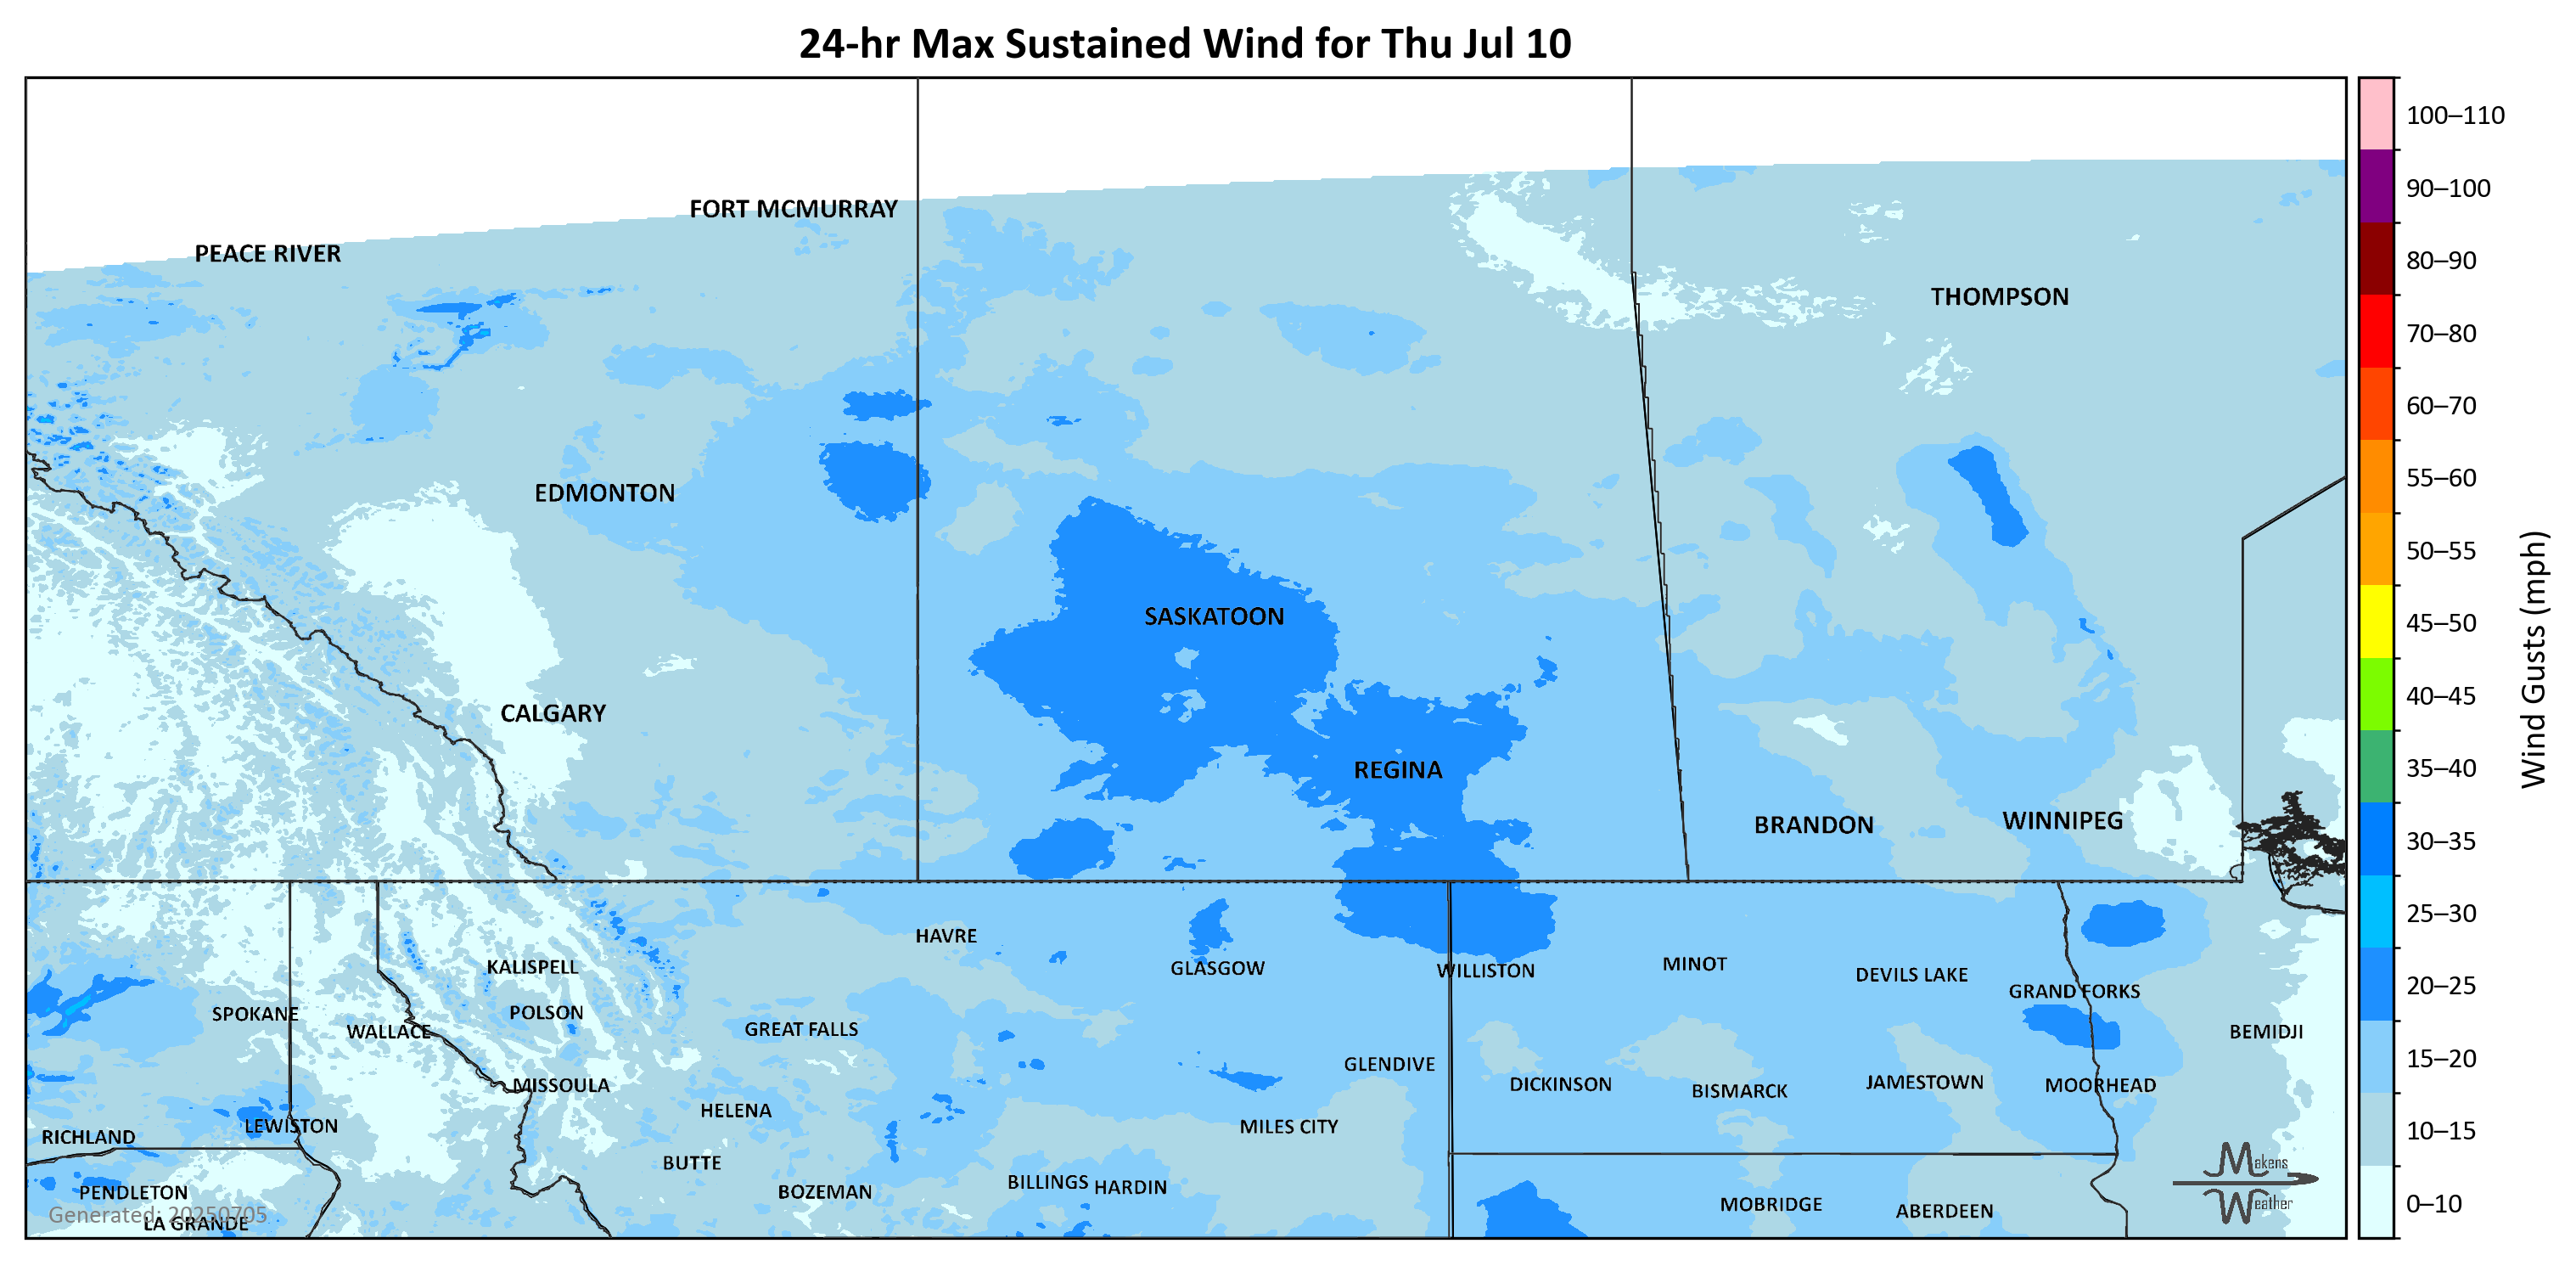 24-hr Max Sustained Wind for Thu Jul 10
100–110
90–100
80–90
70–80
60–70
55–60
50–55
45–50
40–45
35–40
30–35
25–30
20–25
15–20
10–15
0–10
Wind Gusts (mph)
FORT MCMURRAY
PEACE RIVER
THOMPSON
EDMONTON
SASKATOON
CALGARY
REGINA
BRANDON
WINNIPEG
HAVRE
GLASGOW
WILLISTON
MINOT
DEVILS LAKE
GRAND FORKS
KALISPELL
SPOKANE
POLSON
WALLACE
GREAT FALLS
BEMIDJI
GLENDIVE
MISSOULA
DICKINSON
BISMARCK
JAMESTOWN
MOORHEAD
HELENA
LEWISTON
MILES CITY
RICHLAND
BUTTE
BILLINGS
HARDIN
PENDLETON
BOZEMAN
MOBRIDGE
ABERDEEN
Generated: 20250705
LA GRANDE
Makens
Weather